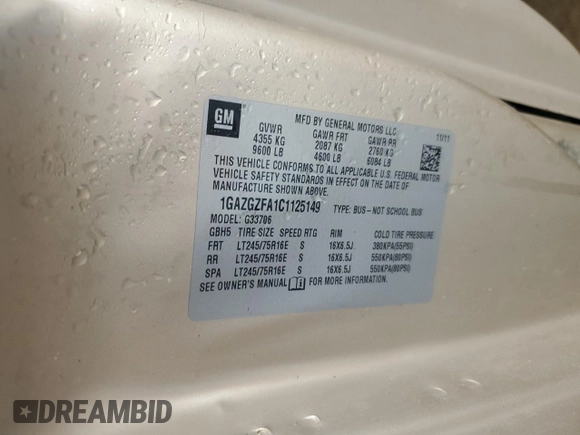 GM
MFD BY GENERAL MOTORS LLC
11/11
GVWR GAWR FRT GAWR RR
4355 KG 2087 KG 2760 KG
9600 LB 4600 LB 6084 LB
THIS VEHICLE CONFORMS TO ALL APPLICABLE U.S. FEDERAL MOTOR
VEHICLE SAFETY STANDARDS IN EFFECT ON THE DATE OF
MANUFACTURE SHOWN ABOVE.
1GAZGZFA1C1125149 TYPE: BUS – NOT SCHOOL BUS
MODEL: G33706
GBH5 TIRE SIZE SPEED RTG RIM COLD TIRE PRESSURE
FRT LT245/75R16E S 16X6.5J 380KPA(55PSI)
RR LT245/75R16E S 16X6.5J 550KPA(80PSI)
SPA LT245/75R16E S 16X6.5J 550KPA(80PSI)
SEE OWNER'S MANUAL FOR MORE INFORMATION.
DREAMBID